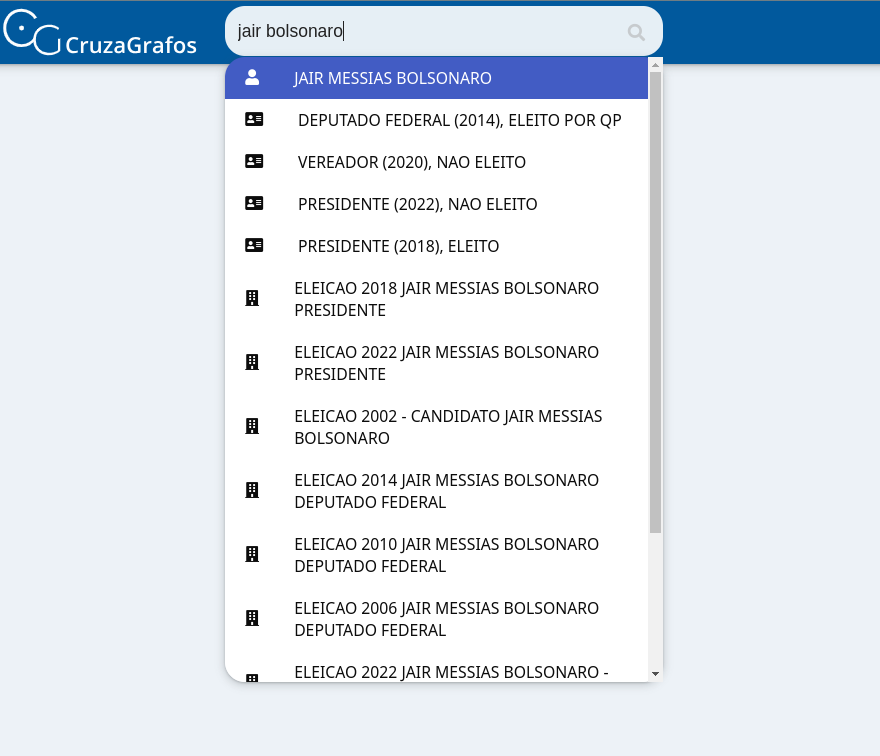 CruzaGrafos
jair bolsonaro
JAIR MESSIAS BOLSONARO
DEPUTADO FEDERAL (2014), ELEITO POR QP
VEREADOR (2020), NAO ELEITO
PRESIDENTE (2022), NAO ELEITO
PRESIDENTE (2018), ELEITO
ELEICAO 2018 JAIR MESSIAS BOLSONARO
PRESIDENTE
ELEICAO 2022 JAIR MESSIAS BOLSONARO
PRESIDENTE
ELEICAO 2002 - CANDIDATO JAIR MESSIAS
BOLSONARO
ELEICAO 2014 JAIR MESSIAS BOLSONARO
DEPUTADO FEDERAL
ELEICAO 2010 JAIR MESSIAS BOLSONARO
DEPUTADO FEDERAL
ELEICAO 2006 JAIR MESSIAS BOLSONARO
DEPUTADO FEDERAL
ELEICAO 2022 JAIR MESSIAS BOLSONARO -